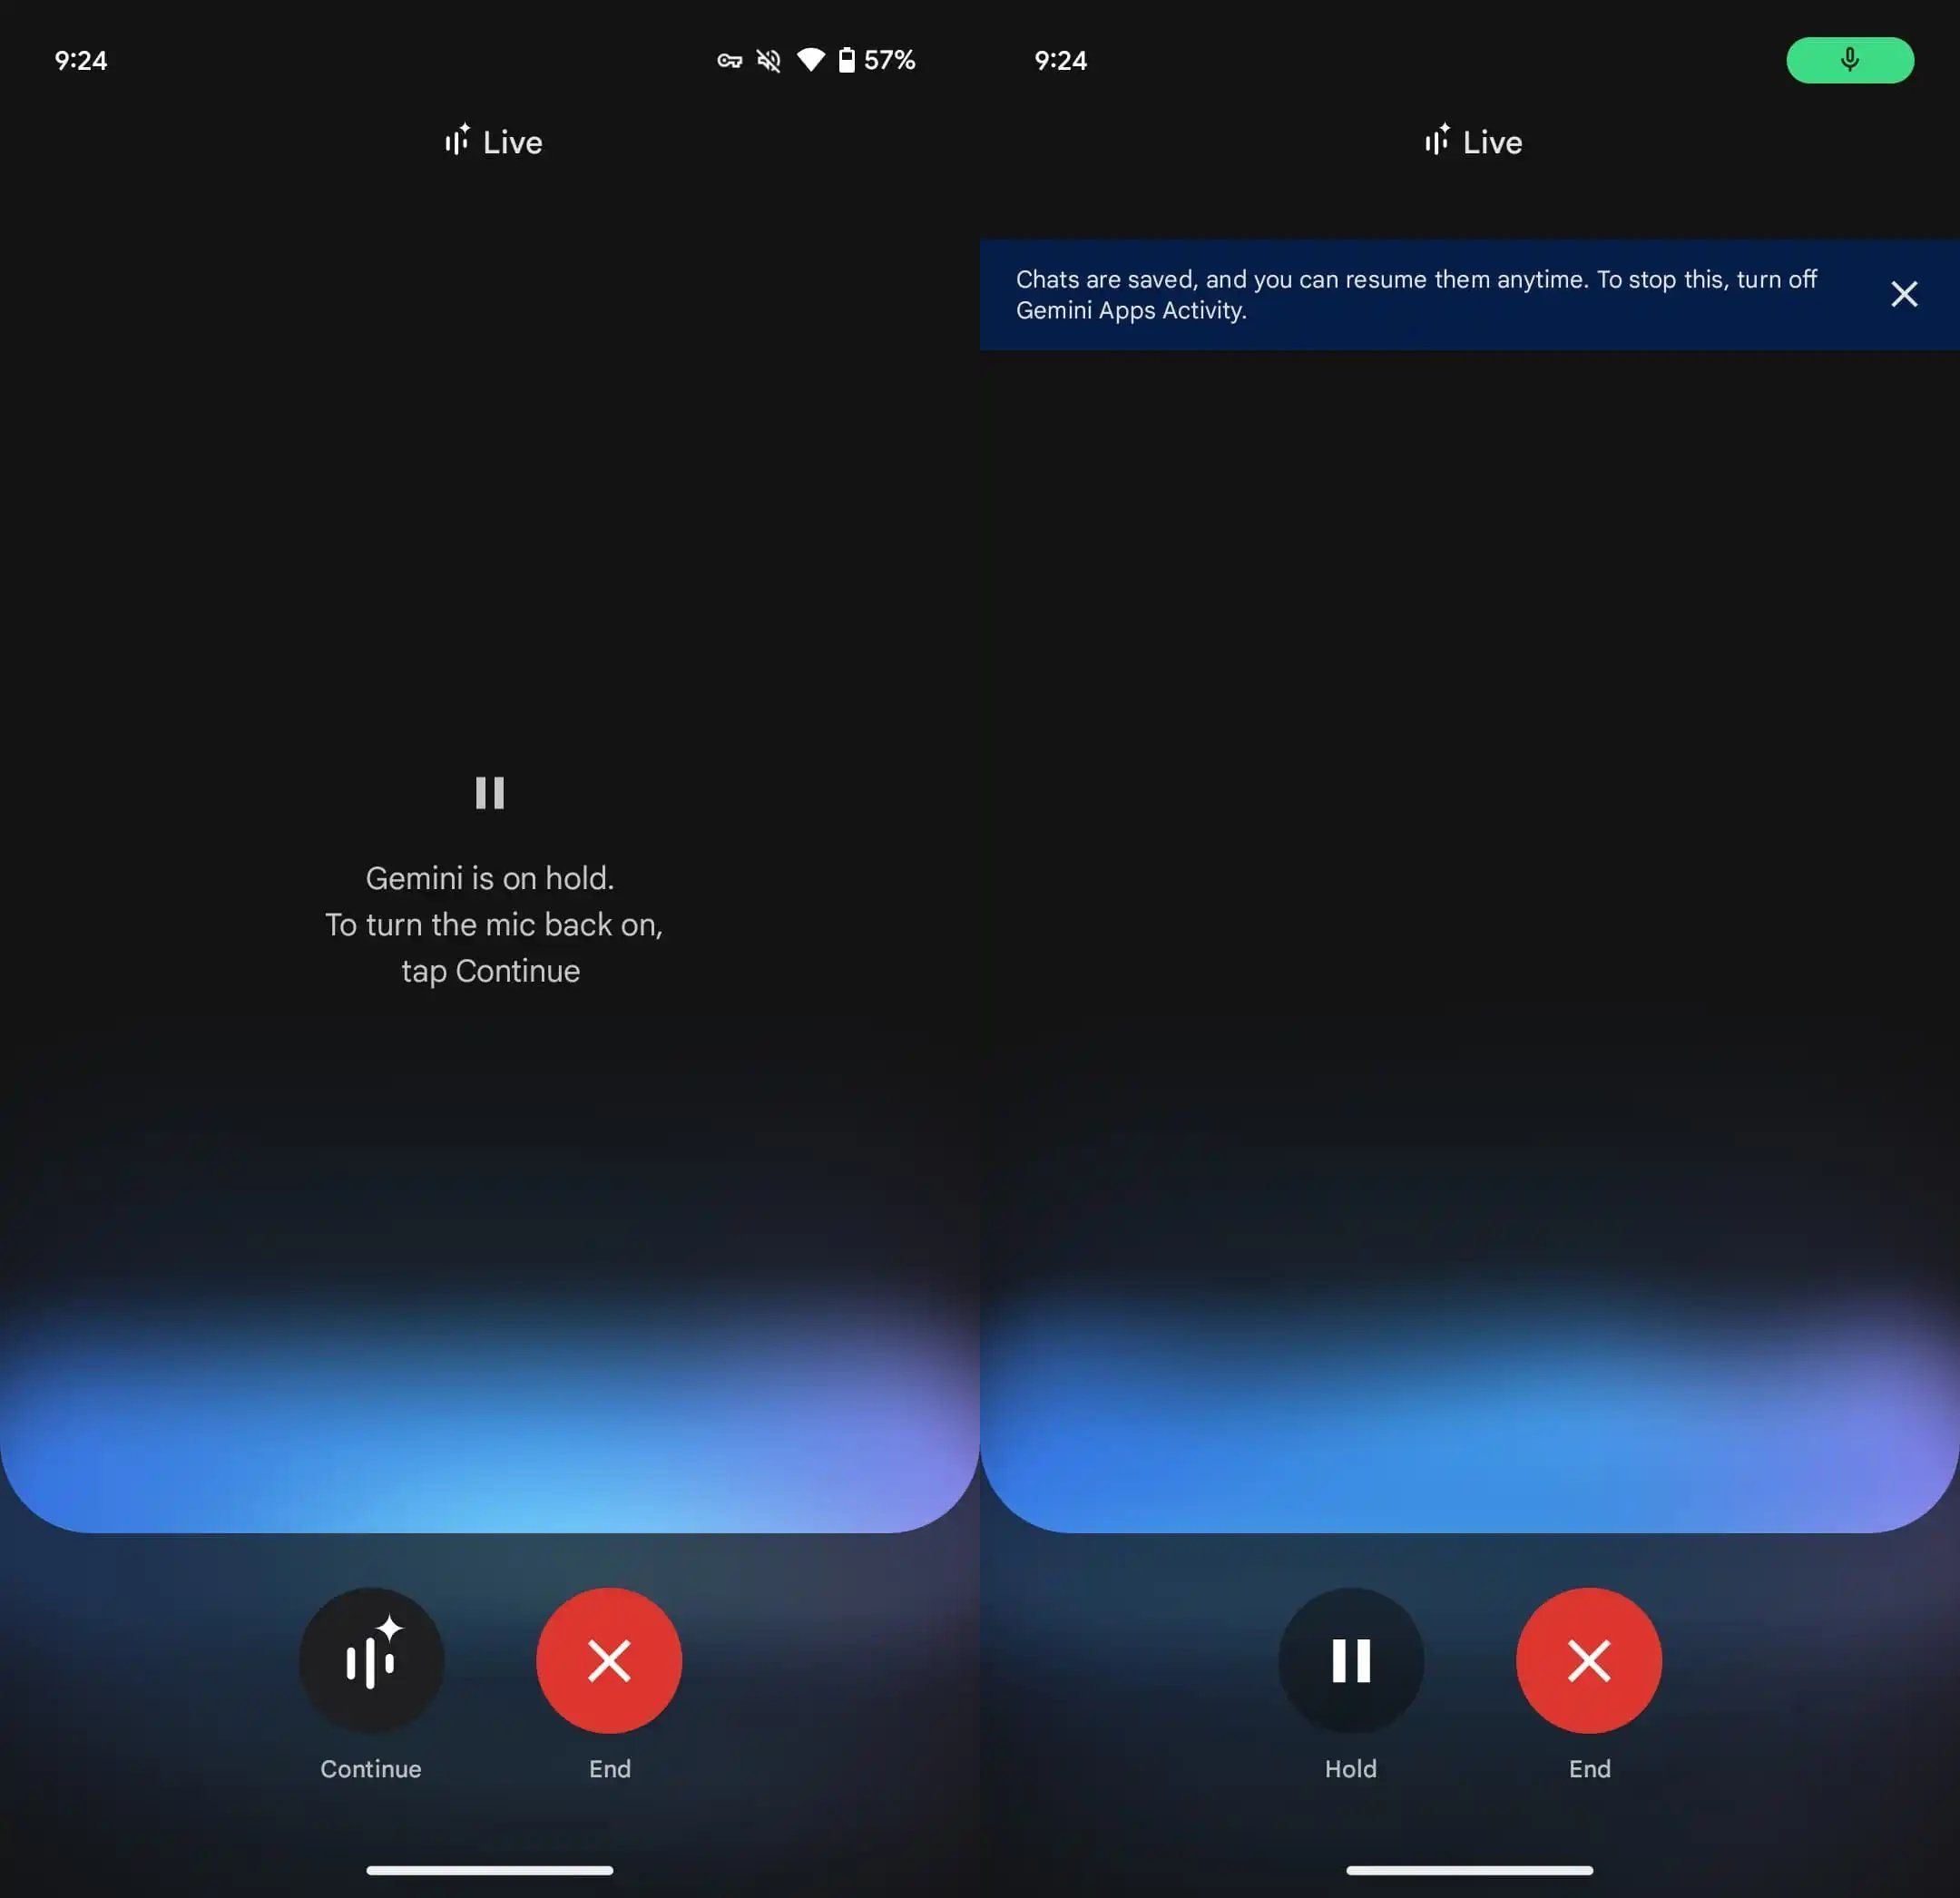 9:24
57%
Live
Gemini is on hold.
To turn the mic back on,
tap Continue
Continue
End
9:24
Live
Chats are saved, and you can resume them anytime. To stop this, turn off
Gemini Apps Activity.
Hold
End